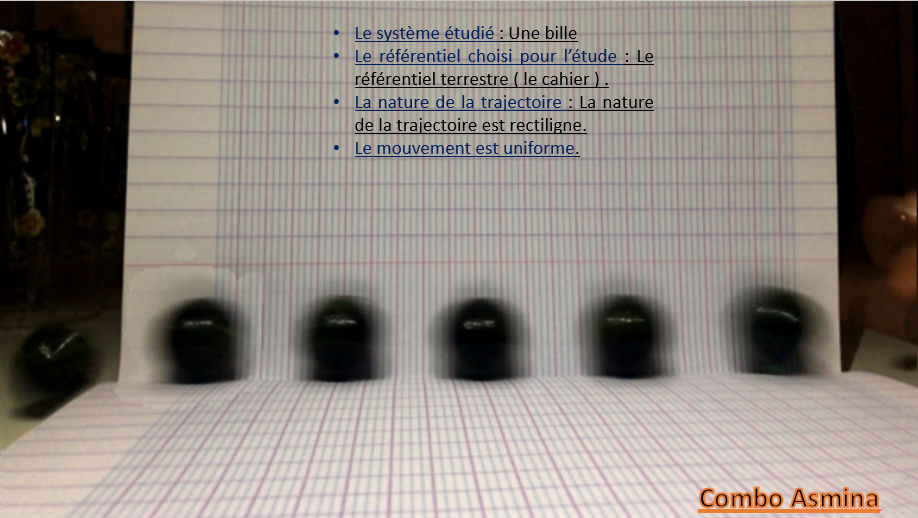 • Le système étudié : Une bille
• Le référentiel choisi pour l’étude : Le
référentiel terrestre ( le cahier ) .
• La nature de la trajectoire : La nature
de la trajectoire est rectiligne.
• Le mouvement est uniforme.
Combo Asmina